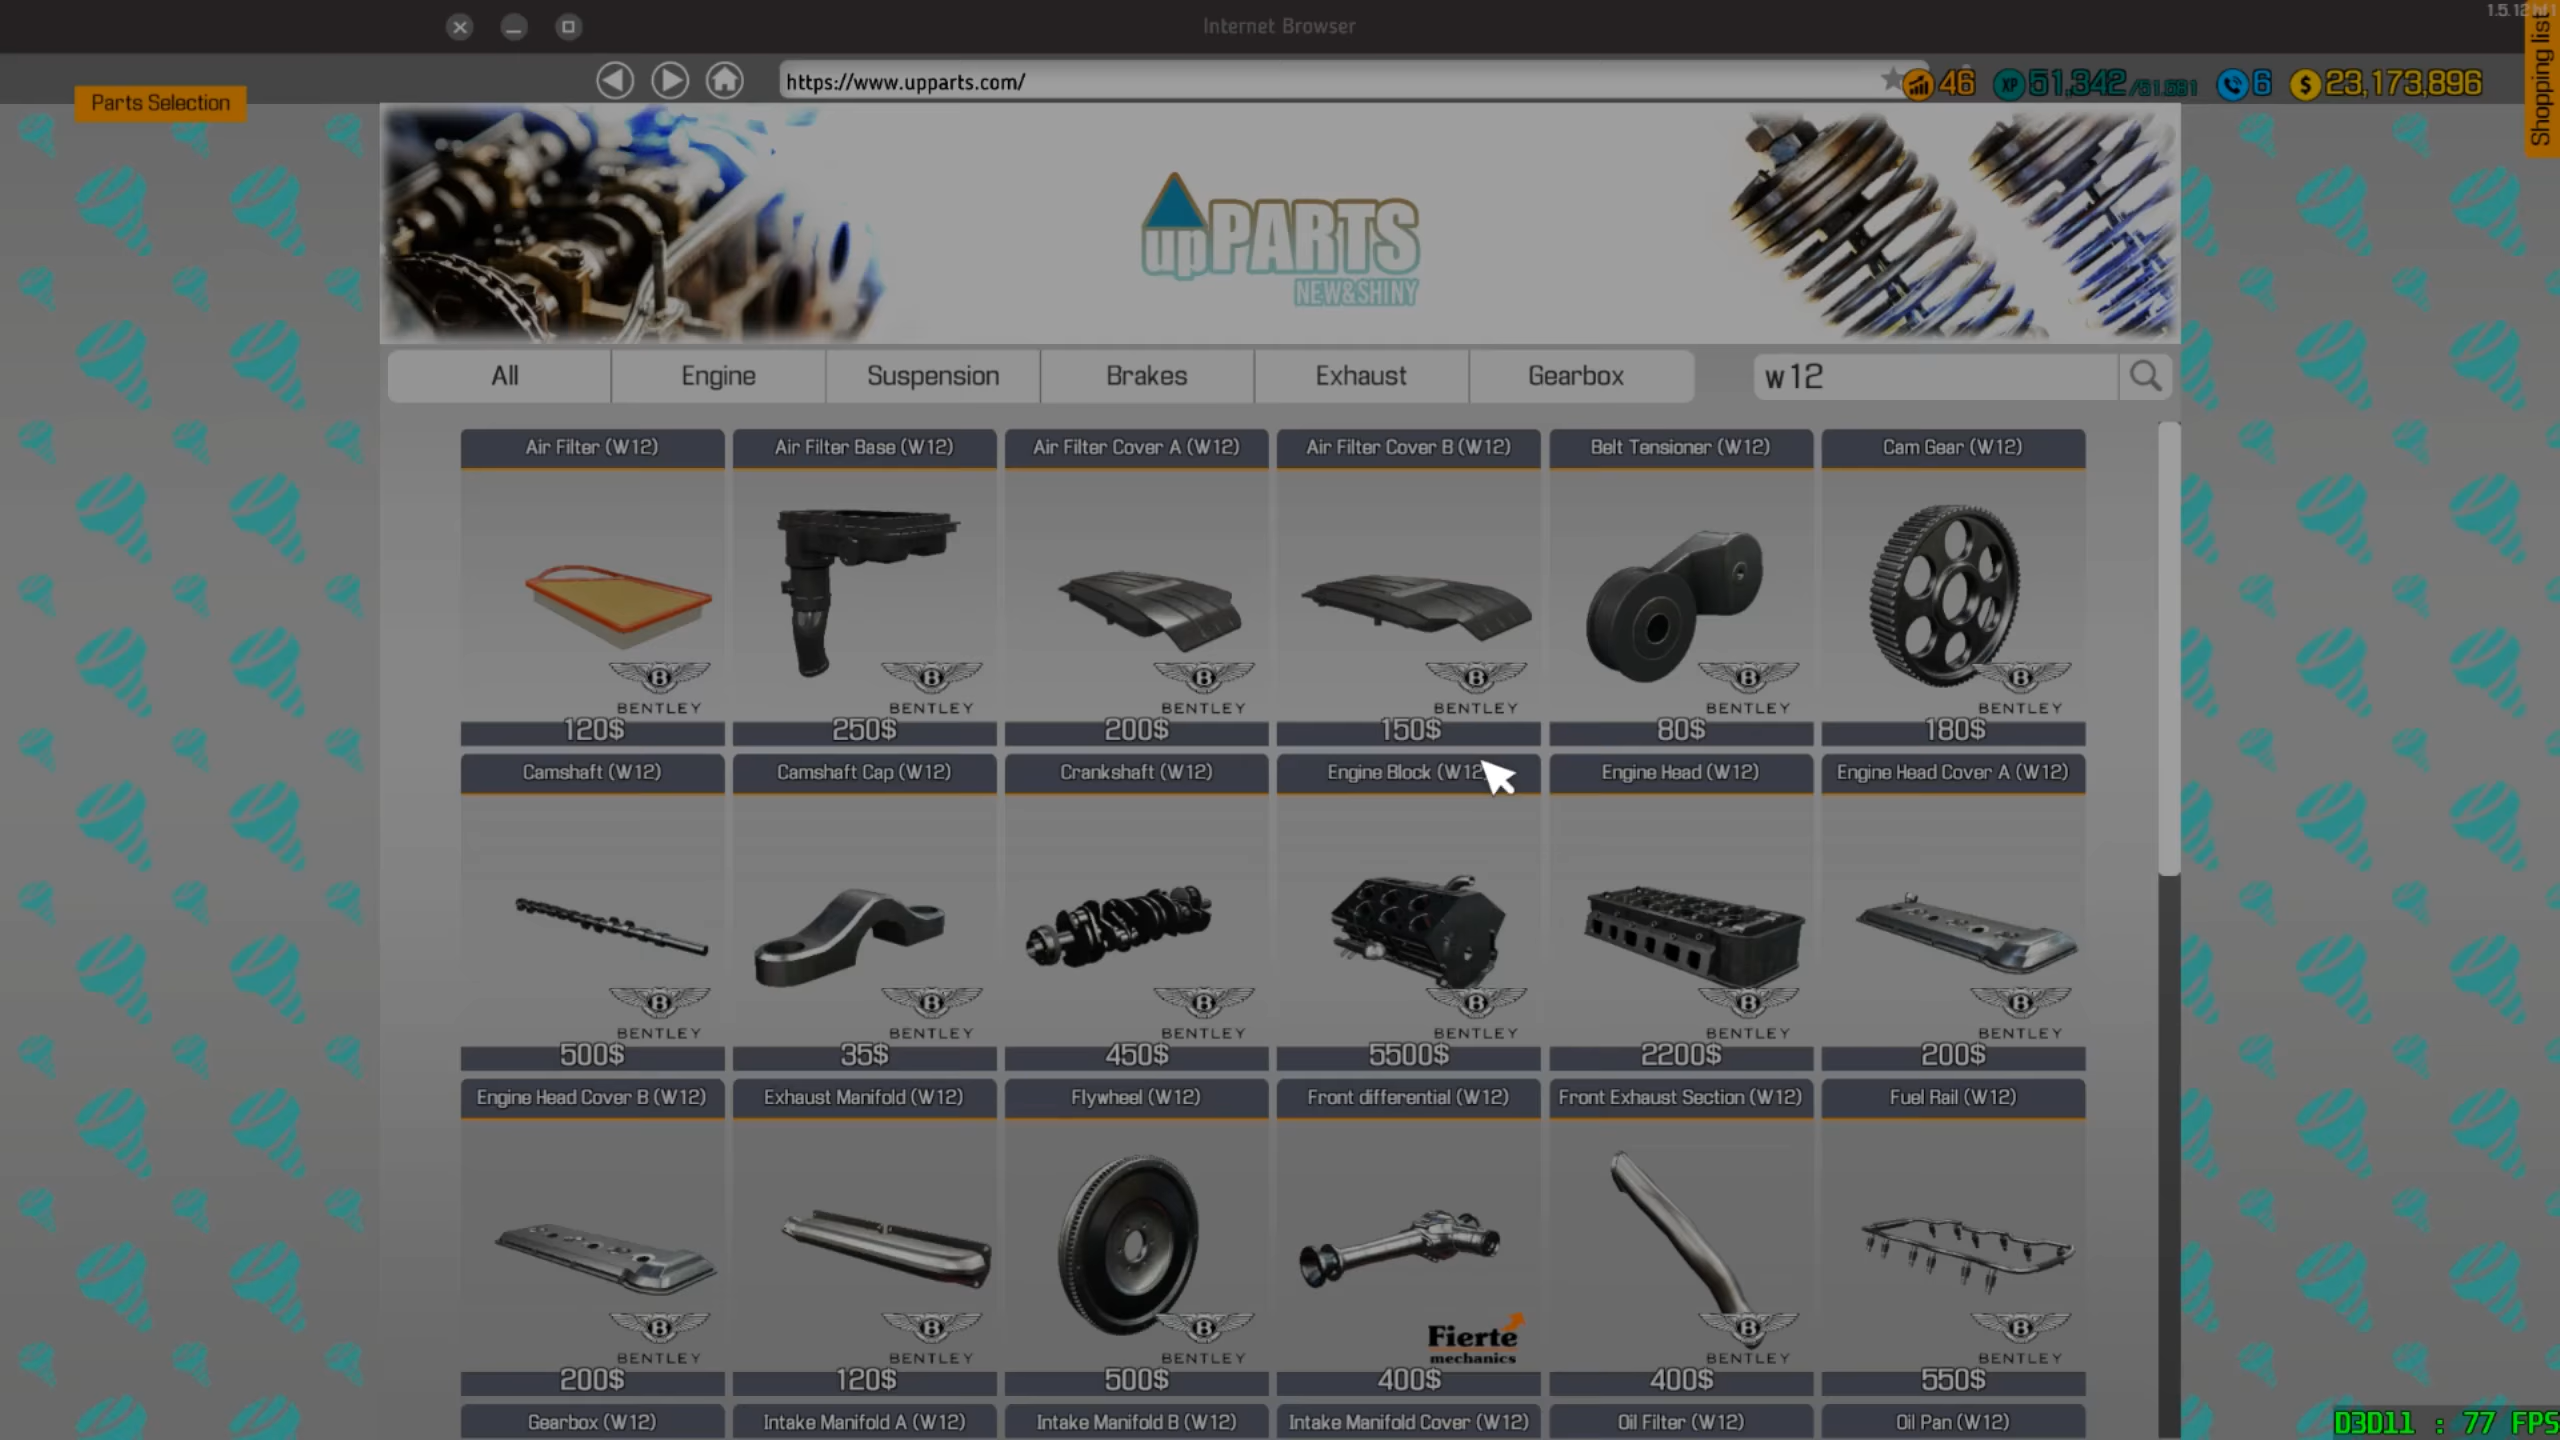 Internet Browser
1.5.12
https://www.upparts.com/
46
XP 51,342/51,681
6
$ 23,173,896
Shopping list
Parts Selection
upPARTS
NEW&SHINY
All
Engine
Suspension
Brakes
Exhaust
Gearbox
w12
Air Filter (W12)
Air Filter Base (W12)
Air Filter Cover A (W12)
Air Filter Cover B (W12)
Belt Tensioner (W12)
Cam Gear (W12)
B BENTLEY
B BENTLEY
B BENTLEY
B BENTLEY
B BENTLEY
B BENTLEY
120$
250$
200$
150$
80$
180$
Camshaft (W12)
Camshaft Cap (W12)
Crankshaft (W12)
Engine Block (W12
Engine Head (W12)
Engine Head Cover A (W12)
B BENTLEY
B BENTLEY
B BENTLEY
B BENTLEY
B BENTLEY
B BENTLEY
500$
35$
450$
5500$
2200$
200$
Engine Head Cover B (W12)
Exhaust Manifold (W12)
Flywheel (W12)
Front differential (W12)
Front Exhaust Section (W12)
Fuel Rail (W12)
B BENTLEY
B BENTLEY
B BENTLEY
Fierte
mechanics
B BENTLEY
B BENTLEY
200$
120$
500$
400$
400$
550$
Gearbox (W12)
Intake Manifold A (W12)
Intake Manifold B (W12)
Intake Manifold Cover (W12)
Oil Filter (W12)
Oil Pan (W12)
D3D11 : 77 FPS